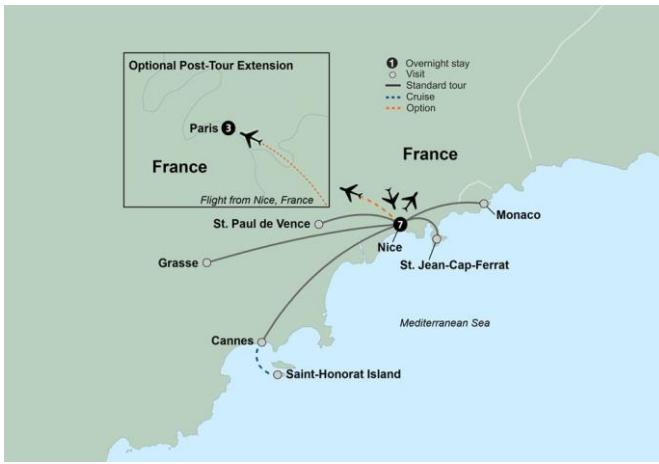 Optional Post-Tour Extension
Paris 3
France
Flight from Nice, France
1 Overnight stay
Visit
Standard tour
Cruise
Option
France
St. Paul de Vence
7
Nice
Monaco
St. Jean-Cap-Ferrat
Grasse
Mediterranean Sea
Cannes
Saint-Honorat Island